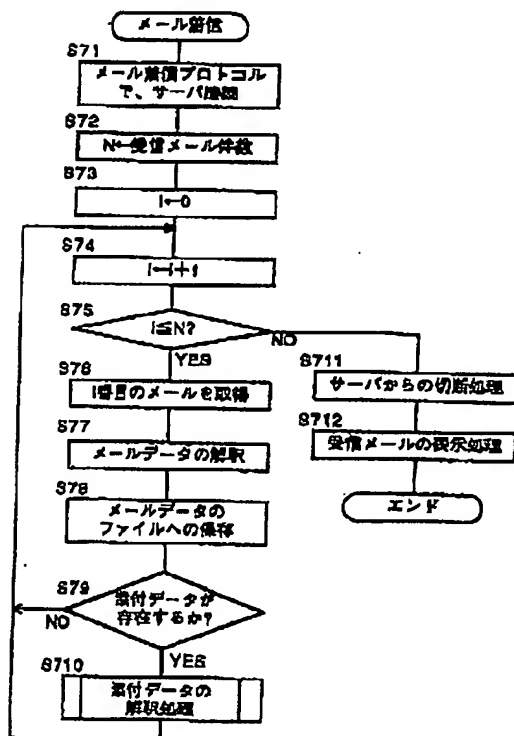 メール着信
S71
メール着信プロトコル
で、サーバ接続
S72
N←受信メール件数
S73
I←0
S74
I←I+1
S75
I≦N?
NO
YES
S76
I番目のメールを取得
S77
メールデータの解釈
S78
メールデータの
ファイルへの保存
S79
添付データが
存在するか?
NO
YES
S710
添付データの
解釈処理
S711
サーバからの切断処理
S712
受信メールの表示処理
エンド